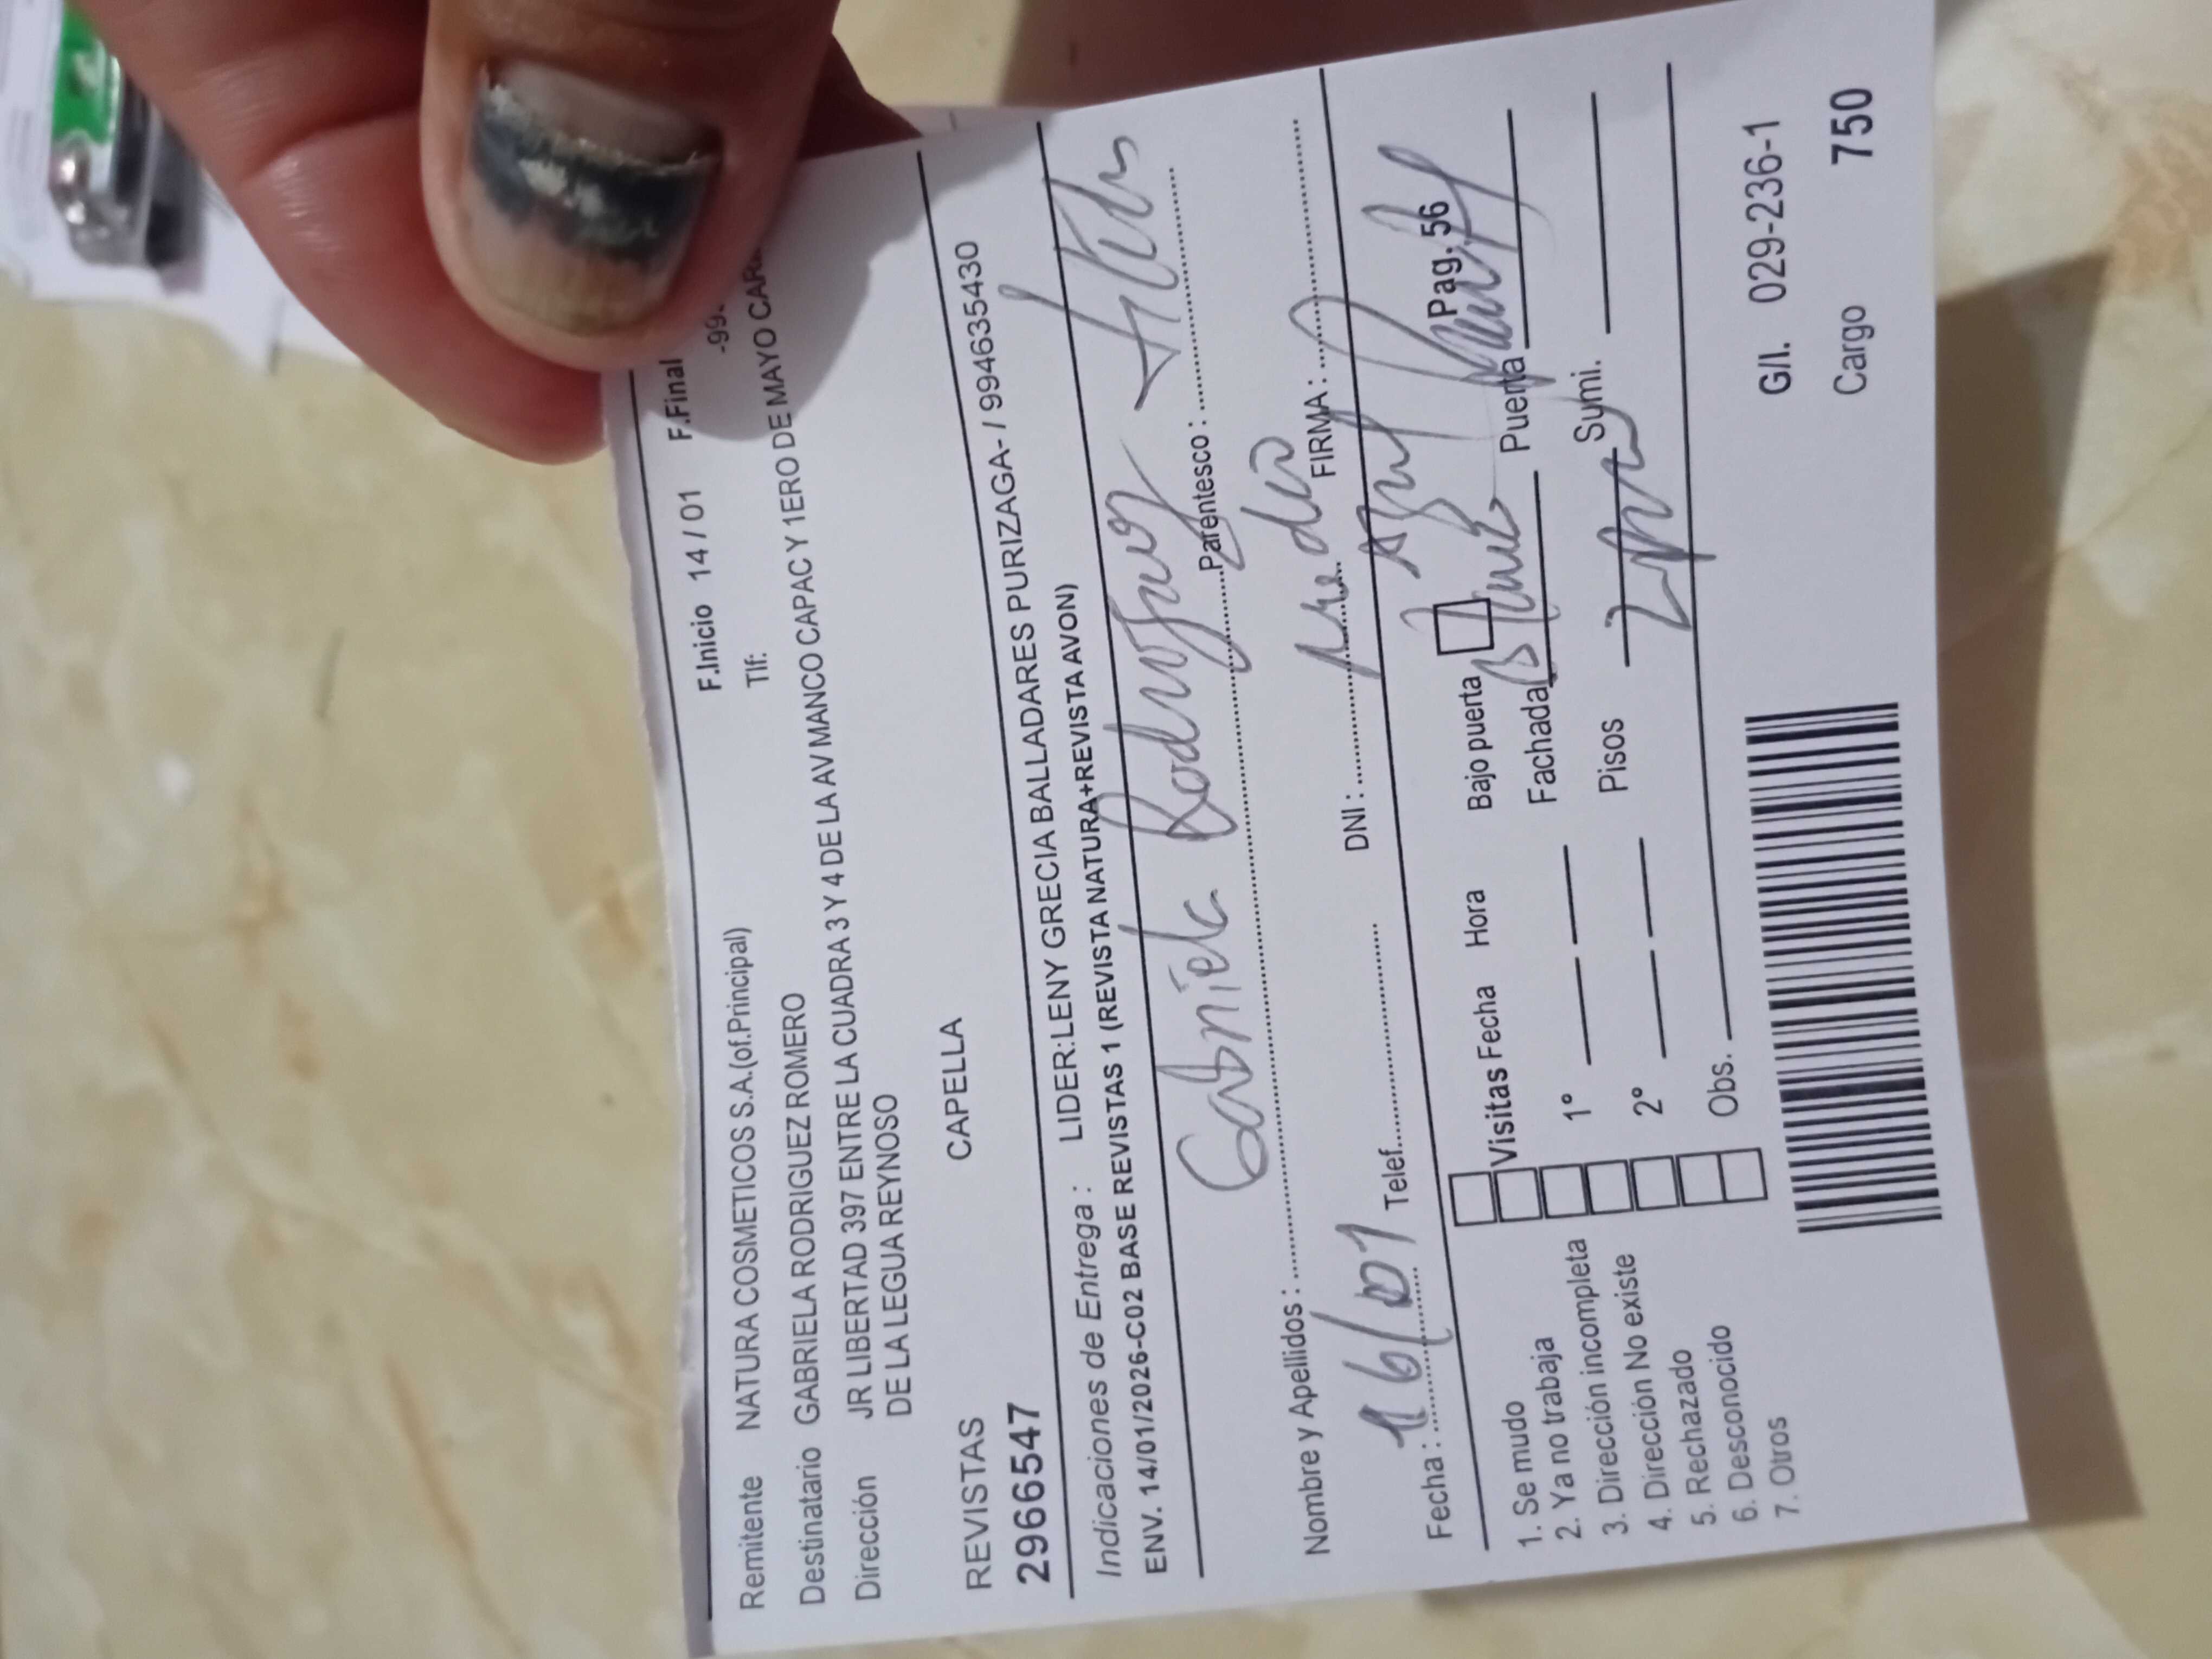 F.Inicio 14 / 01 F.Final
Remitente NATURA COSMETICOS S.A.(of.Principal) Tlf: -99
Destinatario GABRIELA RODRIGUEZ ROMERO
Dirección JR LIBERTAD 397 ENTRE LA CUADRA 3 Y 4 DE LA AV MANCO CAPAC Y 1ERO DE MAYO
DE LA LEGUA REYNOSO
REVISTAS CAPELLA
2966547
Indicaciones de Entrega : LIDER:LENY GRECIA BALLADARES PURIZAGA- / 994635430
ENV. 14/01/2026-C02 BASE REVISTAS 1 (REVISTA NATURA+REVISTA AVON)
Gabriela Rodriguez
Nombre y Apellidos : Parentesco :
Fecha : 16/01 Telef. DNI : FIRMA :
Pag. 56
1. Se mudo
2. Ya no trabaja
3. Dirección incompleta
4. Dirección No existe
5. Rechazado
6. Desconocido
7. Otros
Visitas Fecha Hora Bajo puerta
1° Fachada Puerta
2° Pisos Sumi.
Obs.
G/I. 029-236-1
Cargo 750